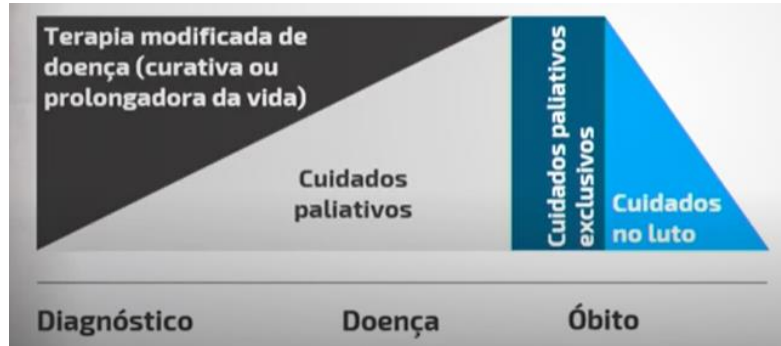 Terapia modificada de
doença (curativa ou
prolongadora da vida)
Cuidados
paliativos
Cuidados paliativos
exclusivos
Cuidados
no luto
Diagnóstico
Doença
Óbito